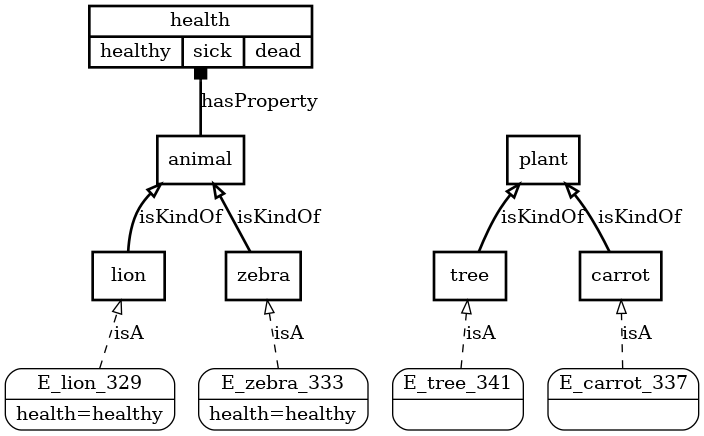 health
healthy sick dead
hasProperty
animal plant
isKindOf isKindOf isKindOf isKindOf
lion zebra tree carrot
isA isA isA isA
E_lion_329 E_zebra_333 E_tree_341 E_carrot_337
health=healthy health=healthy